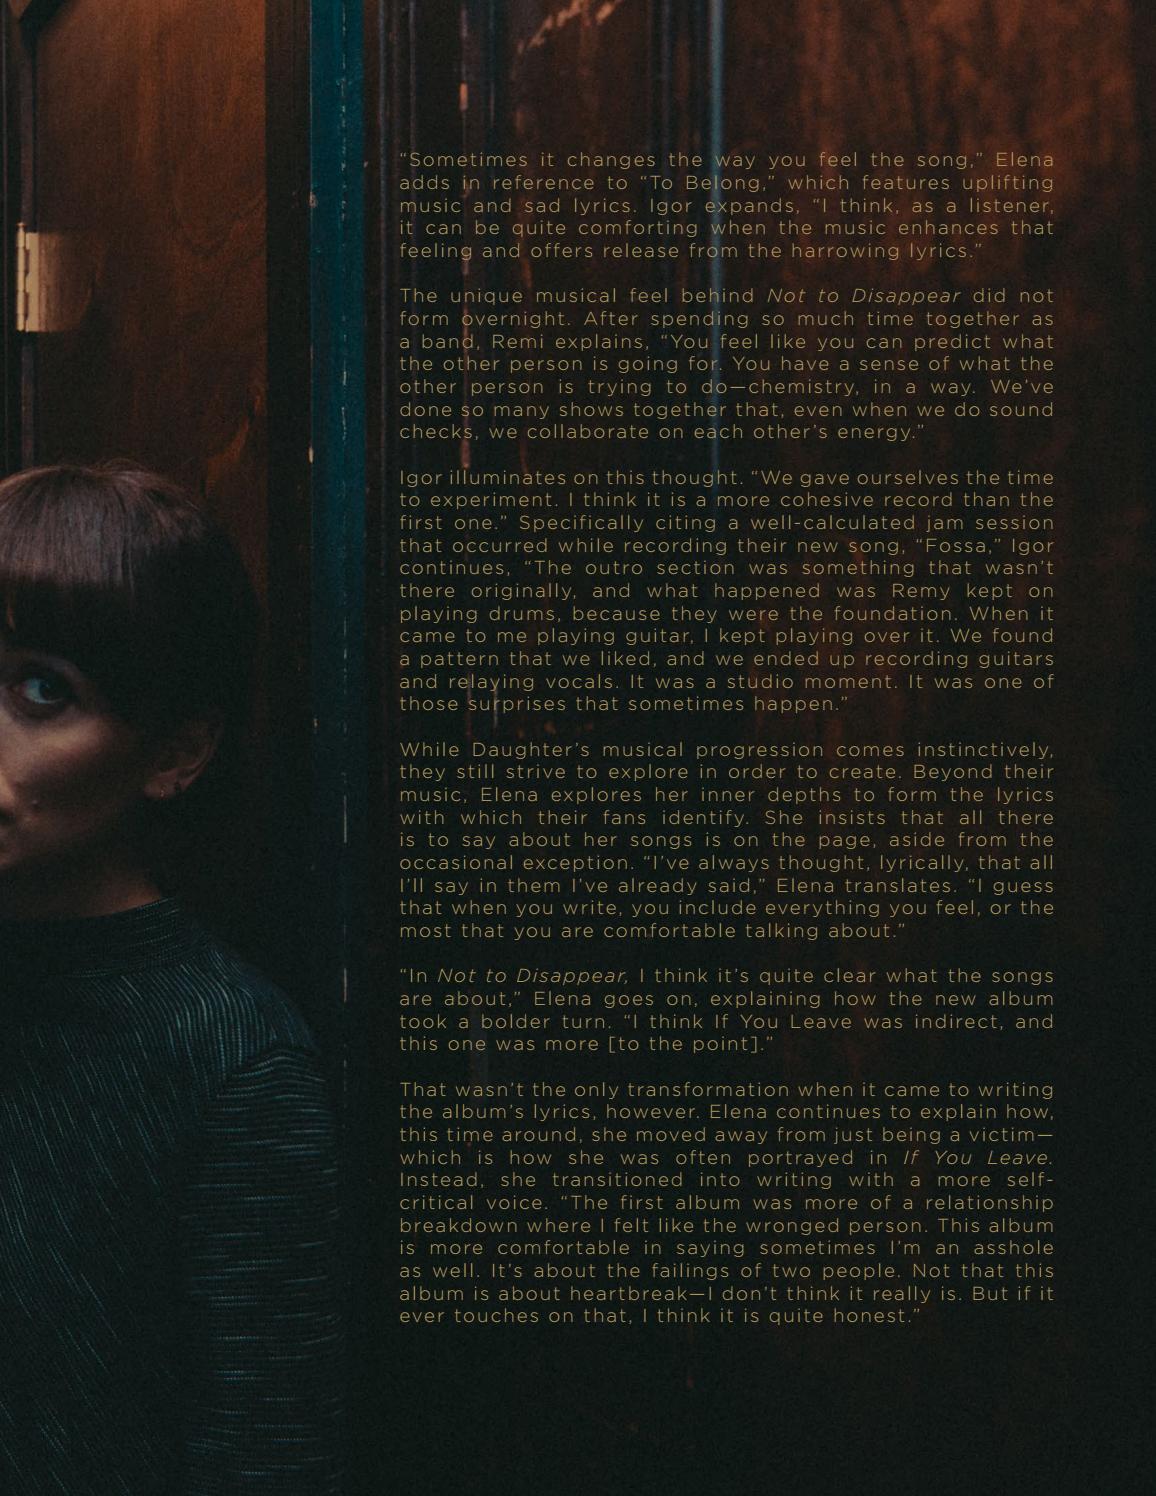 “Sometimes it changes the way you feel the song,” Elena
adds in reference to “To Belong,” which features uplifting
music and sad lyrics. Igor expands, “I think, as a listener,
it can be quite comforting when the music enhances that
feeling and offers release from the harrowing lyrics.”
The unique musical feel behind Not to Disappear did not
form overnight. After spending so much time together as
a band, Remi explains, “You feel like you can predict what
the other person is going for. You have a sense of what the
other person is trying to do—chemistry, in a way. We’ve
done so many shows together that, even when we do sound
checks, we collaborate on each other’s energy.”
Igor illuminates on this thought. “We gave ourselves the time
to experiment. I think it is a more cohesive record than the
first one.” Specifically citing a well-calculated jam session
that occurred while recording their new song, “Fossa,” Igor
continues, “The outro section was something that wasn’t
there originally, and what happened was Remy kept on
playing drums, because they were the foundation. When it
came to me playing guitar, I kept playing over it. We found
a pattern that we liked, and we ended up recording guitars
and relaying vocals. It was a studio moment. It was one of
those surprises that sometimes happen.”
While Daughter’s musical progression comes instinctively,
they still strive to explore in order to create. Beyond their
music, Elena explores her inner depths to form the lyrics
with which their fans identify. She insists that all there
is to say about her songs is on the page, aside from the
occasional exception. “I’ve always thought, lyrically, that all
I’ll say in them I’ve already said,” Elena translates. “I guess
that when you write, you include everything you feel, or the
most that you are comfortable talking about.”
“In Not to Disappear, I think it’s quite clear what the songs
are about,” Elena goes on, explaining how the new album
took a bolder turn. “I think If You Leave was indirect, and
this one was more [to the point].”
That wasn’t the only transformation when it came to writing
the album’s lyrics, however. Elena continues to explain how,
this time around, she moved away from just being a victim—
which is how she was often portrayed in If You Leave.
Instead, she transitioned into writing with a more self-
critical voice. “The first album was more of a relationship
breakdown where I felt like the wronged person. This album
is more comfortable in saying sometimes I’m an asshole
as well. It’s about the failings of two people. Not that this
album is about heartbreak—I don’t think it really is. But if it
ever touches on that, I think it is quite honest.”